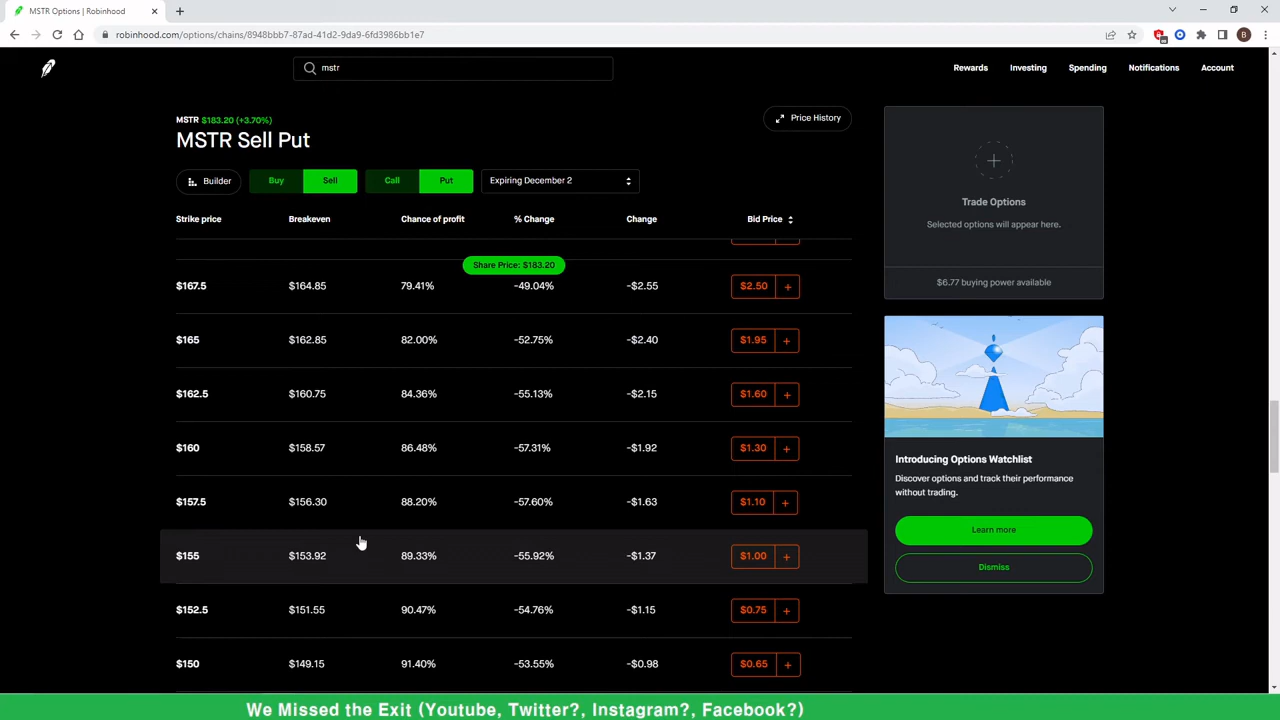 MSTR Options | Robinhood
robinhood.com/options/chains/8948bbb7-87ad-41d2-9da9-6fd3986bb1e7
B
mstr
Rewards Investing Spending Notifications Account
MSTR $183.20 (+3.70%)
MSTR Sell Put
Price History
Builder Buy Sell Call Put Expiring December 2
Strike price Breakeven Chance of profit % Change Change Bid Price
Share Price: $183.20
$167.5 $164.85 79.41% -49.04% -$2.55 $2.50 +
$165 $162.85 82.00% -52.75% -$2.40 $1.95 +
$162.5 $160.75 84.36% -55.13% -$2.15 $1.60 +
$160 $158.57 86.48% -57.31% -$1.92 $1.30 +
$157.5 $156.30 88.20% -57.60% -$1.63 $1.10 +
$155 $153.92 89.33% -55.92% -$1.37 $1.00 +
$152.5 $151.55 90.47% -54.76% -$1.15 $0.75 +
$150 $149.15 91.40% -53.55% -$0.98 $0.65 +
Trade Options
Selected options will appear here.
$6.77 buying power available
Introducing Options Watchlist
Discover options and track their performance
without trading.
Learn more
Dismiss
We Missed the Exit (Youtube, Twitter?, Instagram?, Facebook?)